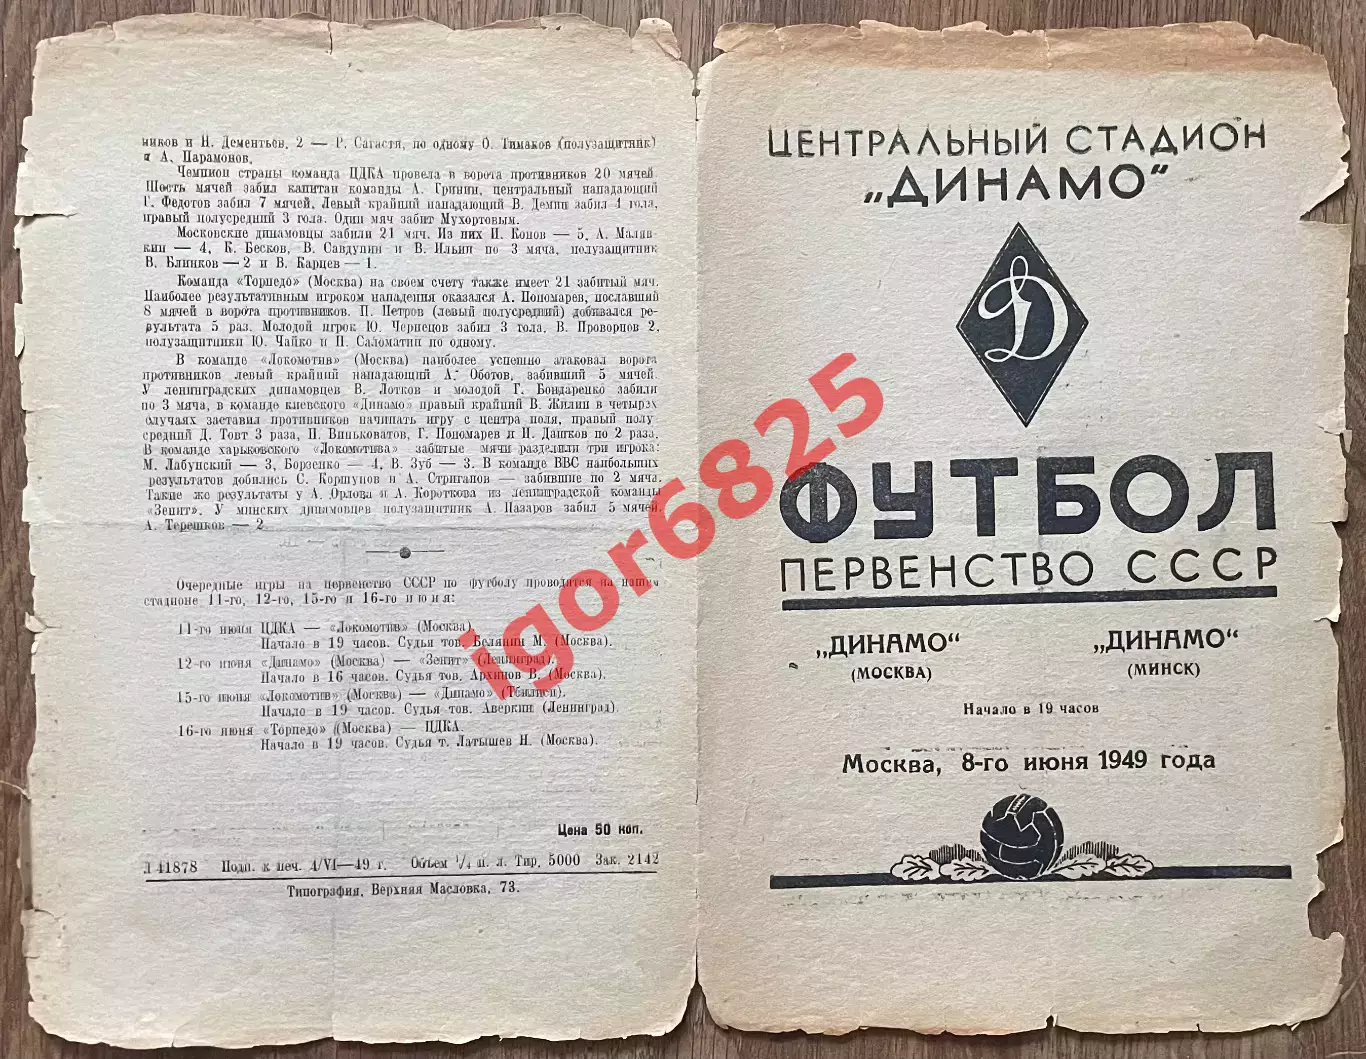 ников и Н. Дементьев, 2 — Р. Сагастя, по одному О. Тимаков (полузащитник)
и А. Парамонов.
Чемпион страны команда ЦДКА провела в ворота противников 20 мячей.
Шесть мячей забил капитан команды А. Гринин, центральный нападающий
Г. Федотов забил 7 мячей. Левый крайний нападающий В. Демин забил 4 гола,
правый полусредний 3 гола. Один мяч забит Мухортовым.
Московские динамовцы забили 21 мяч. Из них И. Конов — 5, А. Маляв-
кин — 4, К. Бесков, В. Савдунин и В. Ильин по 3 мяча, полузащитник
В. Блинков — 2 и В. Карцев — 1.
Команда «Торпедо» (Москва) на своем счету также имеет 21 забитый мяч.
Наиболее результативным игроком нападения оказался А. Пономарев, пославший
8 мячей в ворота противников. П. Петров (левый полусредний) добивался ре-
зультата 5 раз. Молодой игрок Ю. Чернецов забил 3 гола. В. Проворнов 2,
полузащитники Ю. Чайко и П. Саломатин по одному.
В команде «Локомотив» (Москва) наиболее успешно атаковал ворота
противников левый крайний нападающий А. Оботов, забивший 5 мячей.
У ленинградских динамовцев В. Лотков и молодой Г. Бондаренко забили
по 3 мяча, в команде киевского «Динамо» правый крайний В. Жилин в четырех
случаях заставил противников начинать игру с центра поля, правый полу-
средний Д. Товт 3 раза, П. Виньковатов, Г. Пономарев и Н. Дашков по 2 раза.
В команде харьковского «Локомотива» забитые мячи разделили три игрока:
М. Лабунский — 3, Борзенко — 4, В. Зуб — 3. В команде ВВС наибольших
результатов добились С. Коршунов и А. Стриганов — забившие по 2 мяча.
Такие же результаты у А. Орлова и А. Короткова из ленинградской команды
«Зенит». У минских динамовцев полузащитник А. Назаров забил 5 мячей,
А. Терешков — 2
Очередные игры на первенство СССР по футболу проводятся на нашем
стадионе 11-го, 12-го, 15-го и 16-го июня:
11-го июня ЦДКА — «Локомотив» (Москва).
Начало в 19 часов. Судья тов. Белянин М. (Москва).
12-го июня «Динамо» (Москва) — «Зенит» (Ленинград).
Начало в 16 часов. Судья тов. Архипов В. (Москва).
15-го июня «Локомотив» (Москва) — «Динамо» (Тбилиси).
Начало в 19 часов. Судья тов. Аверкин (Ленинград).
16-го июня «Торпедо» (Москва) — ЦДКА.
Начало в 19 часов. Судья т. Латышев Н. (Москва).
Цена 50 коп.
Л 41878 Подп. к печ. 4/VI—49 г. Объем 1/4 п. л. Тир. 5000 Зак. 2142
Типография, Верхняя Масловка, 73.
ЦЕНТРАЛЬНЫЙ СТАДИОН
„ДИНАМО“
Д
ФУТБОЛ
ПЕРВЕНСТВО СССР
„ДИНАМО“ „ДИНАМО“
(МОСКВА) (МИНСК)
Начало в 19 часов
Москва, 8-го июня 1949 года
igor6825